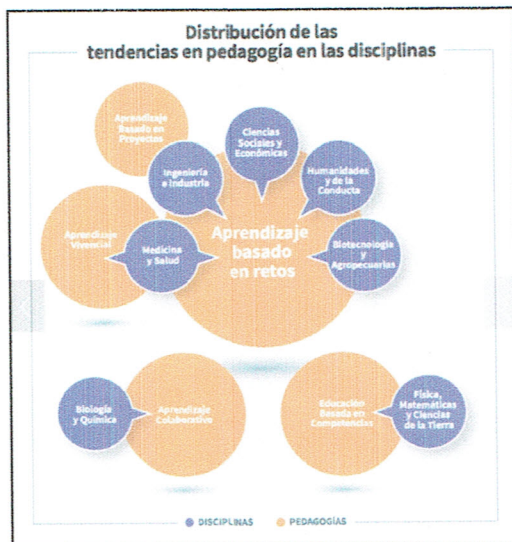 Distribución de las
tendencias en pedagogía en las disciplinas
Aprendizaje
Basado en
Proyectos
Ciencias
Sociales y
Económicas
Ingeniería
e Industria
Humanidades
y de la
Conducta
Aprendizaje
Vivencial
Medicina
y Salud
Aprendizaje
basado
en retos
Biotecnología
y
Agropecuarias
Biología
y Química
Aprendizaje
Colaborativo
Educación
Basada en
Competencias
Física,
Matemáticas
y Ciencias
de la Tierra
DISCIPLINAS
PEDAGOGÍAS